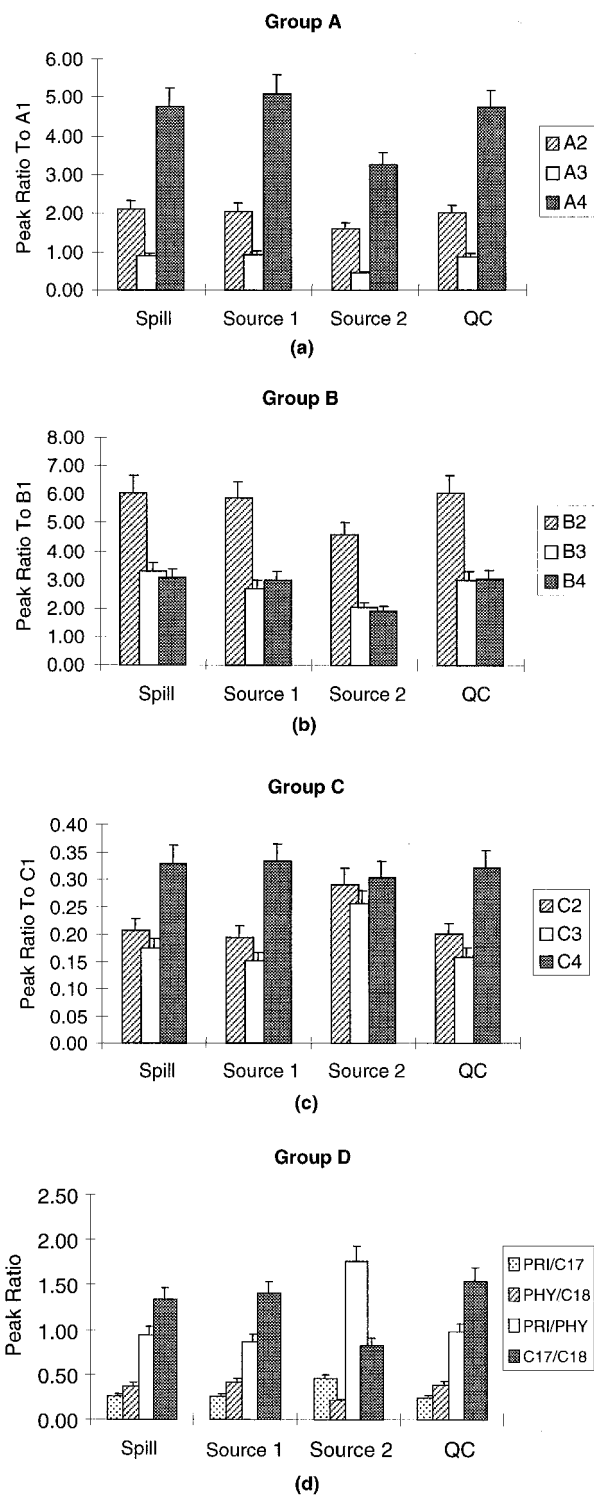 Group A
Peak Ratio To A1
6.00
5.00
4.00
3.00
2.00
1.00
0.00
Spill Source 1 Source 2 QC
A2
A3
A4
(a)
Group B
Peak Ratio To B1
8.00
7.00
6.00
5.00
4.00
3.00
2.00
1.00
0.00
Spill Source 1 Source 2 QC
B2
B3
B4
(b)
Group C
Peak Ratio To C1
0.40
0.35
0.30
0.25
0.20
0.15
0.10
0.05
0.00
Spill Source 1 Source 2 QC
C2
C3
C4
(c)
Group D
Peak Ratio
2.50
2.00
1.50
1.00
0.50
0.00
Spill Source 1 Source 2 QC
PRI/C17
PHY/C18
PRI/PHY
C17/C18
(d)